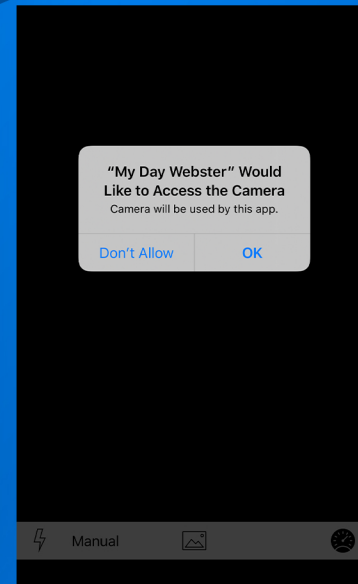 “My Day Webster” Would
Like to Access the Camera
Camera will be used by this app.
Don’t Allow
OK
Manual